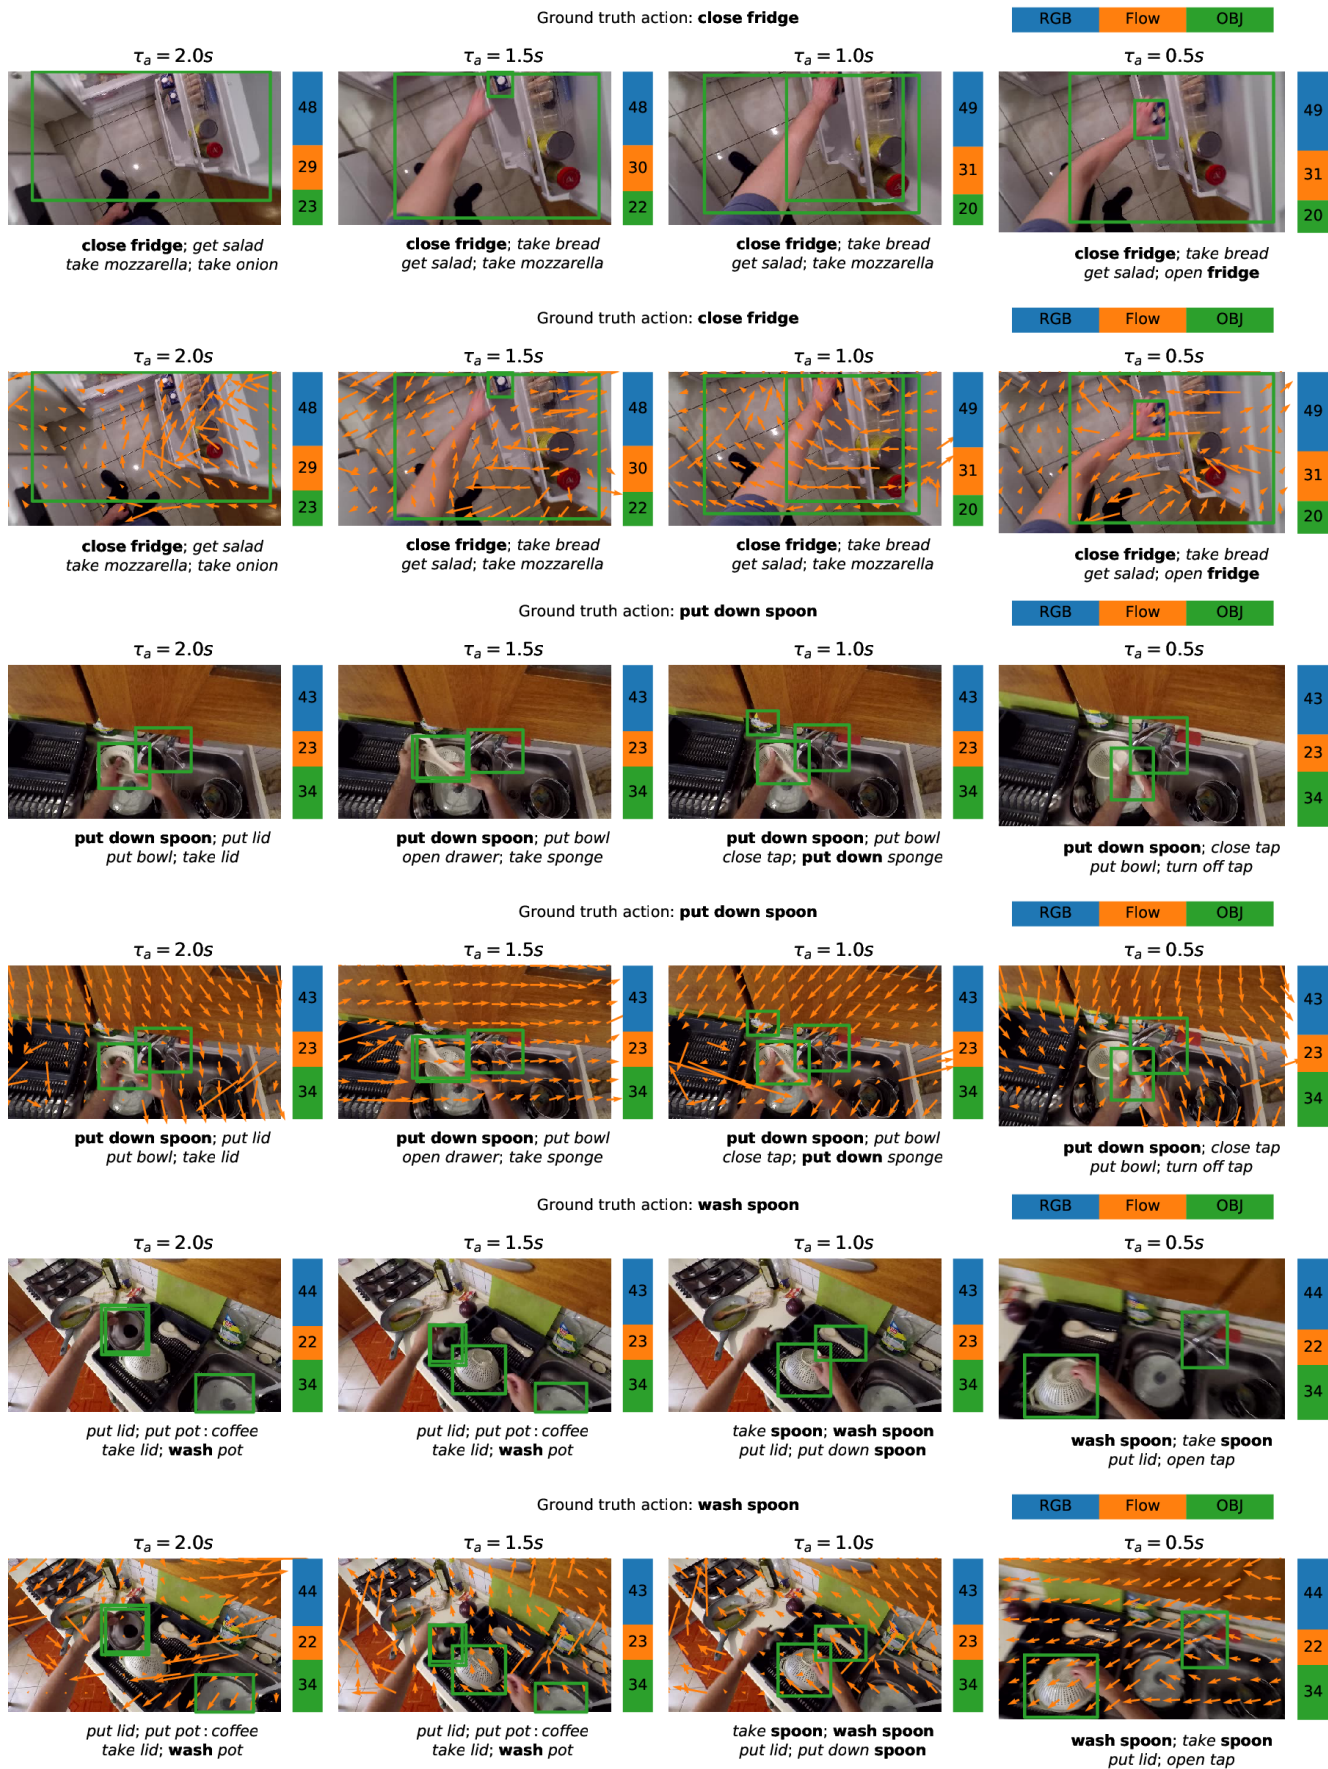 Ground truth action: close fridge
RGB Flow OBJ
τa = 2.0s τa = 1.5s τa = 1.0s τa = 0.5s
48 29 23 48 30 22 49 31 20 49 31 20
close fridge; get salad
take mozzarella; take onion
close fridge; take bread
get salad; take mozzarella
close fridge; take bread
get salad; take mozzarella
close fridge; take bread
get salad; open fridge
Ground truth action: close fridge
RGB Flow OBJ
τa = 2.0s τa = 1.5s τa = 1.0s τa = 0.5s
48 29 23 48 30 22 49 31 20 49 31 20
close fridge; get salad
take mozzarella; take onion
close fridge; take bread
get salad; take mozzarella
close fridge; take bread
get salad; take mozzarella
close fridge; take bread
get salad; open fridge
Ground truth action: put down spoon
RGB Flow OBJ
τa = 2.0s τa = 1.5s τa = 1.0s τa = 0.5s
43 23 34 43 23 34 43 23 34 43 23 34
put down spoon; put lid
put bowl; take lid
put down spoon; put bowl
open drawer; take sponge
put down spoon; put bowl
close tap; put down sponge
put down spoon; close tap
put bowl; turn off tap
Ground truth action: put down spoon
RGB Flow OBJ
τa = 2.0s τa = 1.5s τa = 1.0s τa = 0.5s
43 23 34 43 23 34 43 23 34 43 23 34
put down spoon; put lid
put bowl; take lid
put down spoon; put bowl
open drawer; take sponge
put down spoon; put bowl
close tap; put down sponge
put down spoon; close tap
put bowl; turn off tap
Ground truth action: wash spoon
RGB Flow OBJ
τa = 2.0s τa = 1.5s τa = 1.0s τa = 0.5s
44 22 34 43 23 34 43 23 34 44 22 34
put lid; put pot : coffee
take lid; wash pot
put lid; put pot : coffee
take lid; wash pot
take spoon; wash spoon
put lid; put down spoon
wash spoon; take spoon
put lid; open tap
Ground truth action: wash spoon
RGB Flow OBJ
τa = 2.0s τa = 1.5s τa = 1.0s τa = 0.5s
44 22 34 43 23 34 43 23 34 44 22 34
put lid; put pot : coffee
take lid; wash pot
put lid; put pot : coffee
take lid; wash pot
take spoon; wash spoon
put lid; put down spoon
wash spoon; take spoon
put lid; open tap